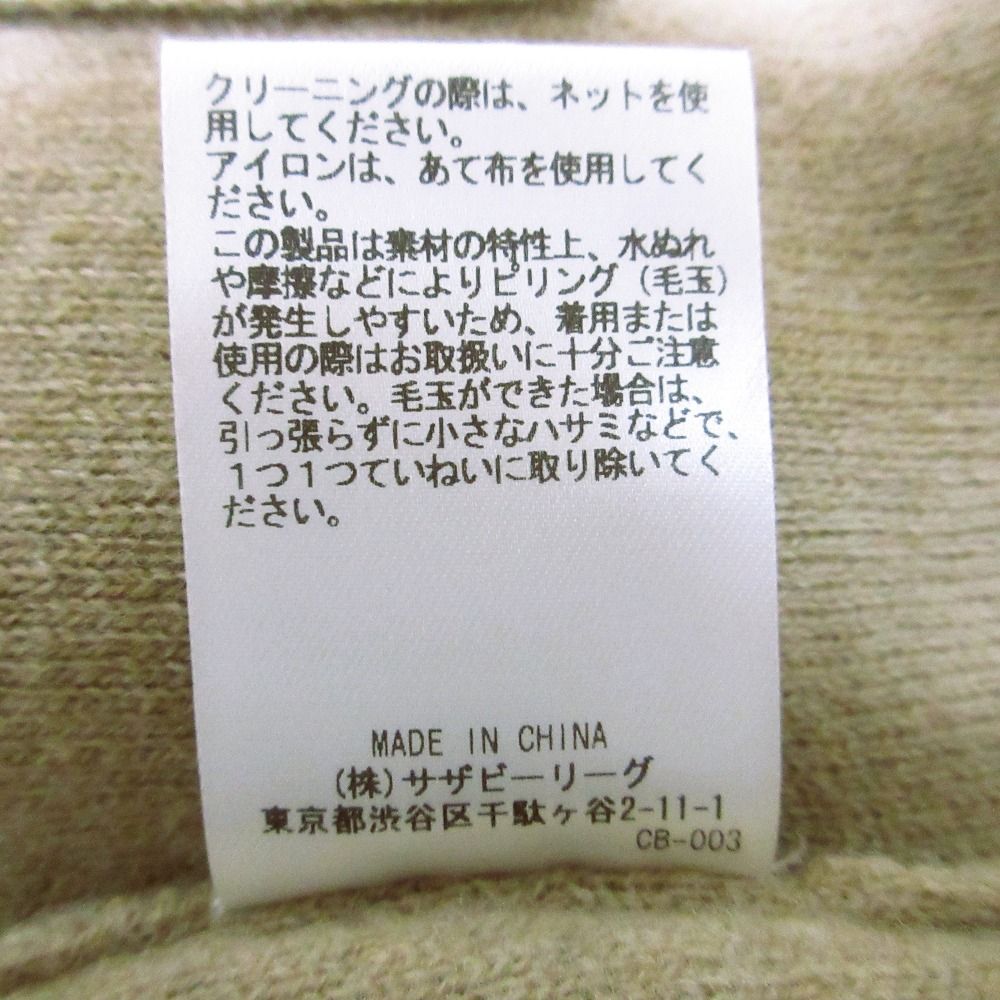 クリーニングの際は、ネットを使
用してください。
アイロンは、あて布を使用してく
ださい。
この製品は素材の特性上、水ぬれ
や摩擦などによりピリング（毛玉）
が発生しやすいため、着用または
使用の際はお取扱いに十分ご注意
ください。毛玉ができた場合は、
引っ張らずに小さなハサミなどで、
１つ１つていねいに取り除いてく
ださい。
MADE IN CHINA
(株)サザビーリーグ
東京都渋谷区千駄ヶ谷2-11-1
CB-003